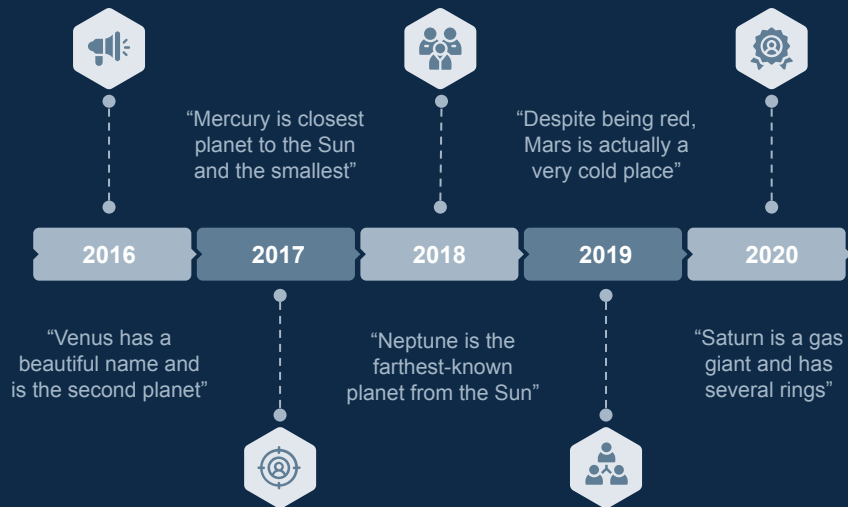 “Mercury is closest
planet to the Sun
and the smallest”
“Despite being red,
Mars is actually a
very cold place”
2016
2017
2018
2019
2020
“Venus has a
beautiful name and
is the second planet”
“Neptune is the
farthest-known
planet from the Sun”
“Saturn is a gas
giant and has
several rings”